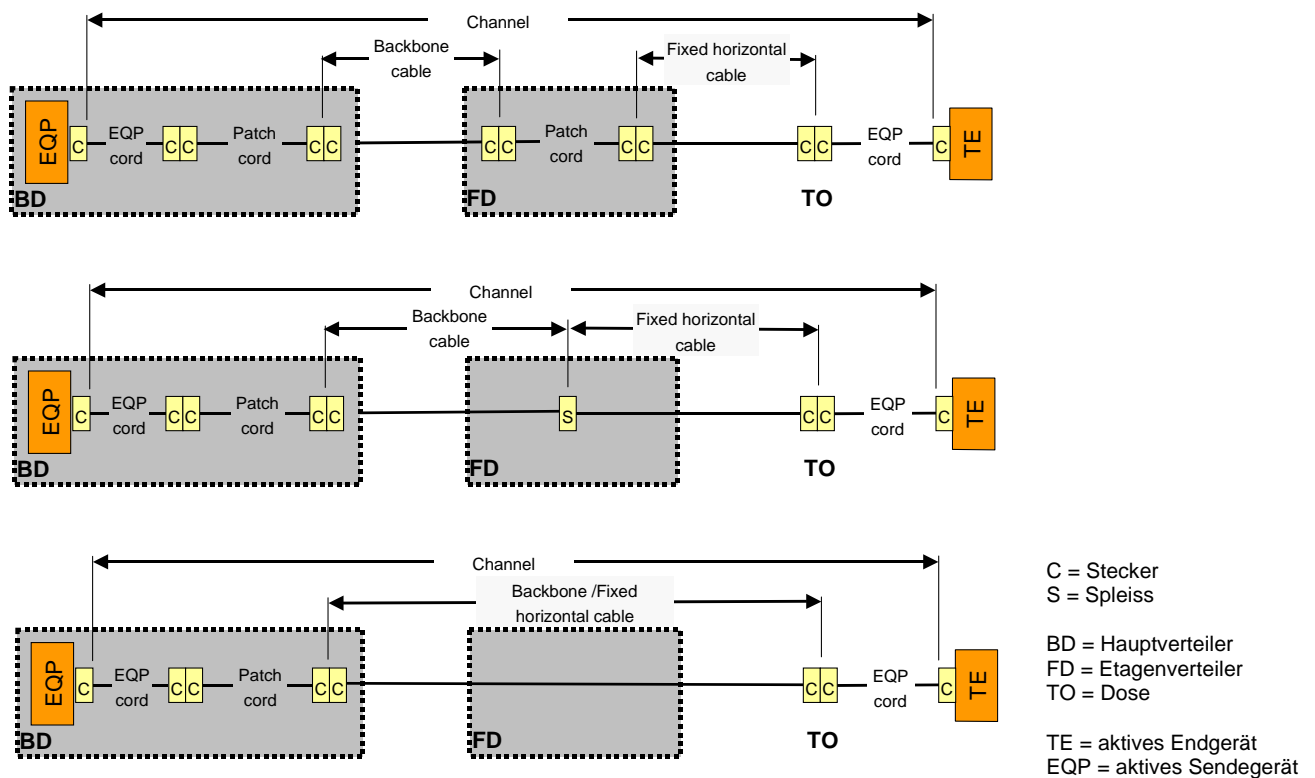 Channel
Backbone
cable
Fixed horizontal
cable
EQP
C
EQP
cord
C C
Patch
cord
C C
C C
Patch
cord
C C
C C
EQP
cord
C
TE
BD
FD
TO
Channel
Backbone
cable
Fixed horizontal
cable
EQP
C
EQP
cord
C C
Patch
cord
C C
S
C C
EQP
cord
C
TE
BD
FD
TO
Channel
Backbone /Fixed
horizontal cable
EQP
C
EQP
cord
C C
Patch
cord
C C
C C
EQP
cord
C
TE
BD
FD
TO
C = Stecker
S = Spleiss
BD = Hauptverteiler
FD = Etagenverteiler
TO = Dose
TE = aktives Endgerät
EQP = aktives Sendegerät